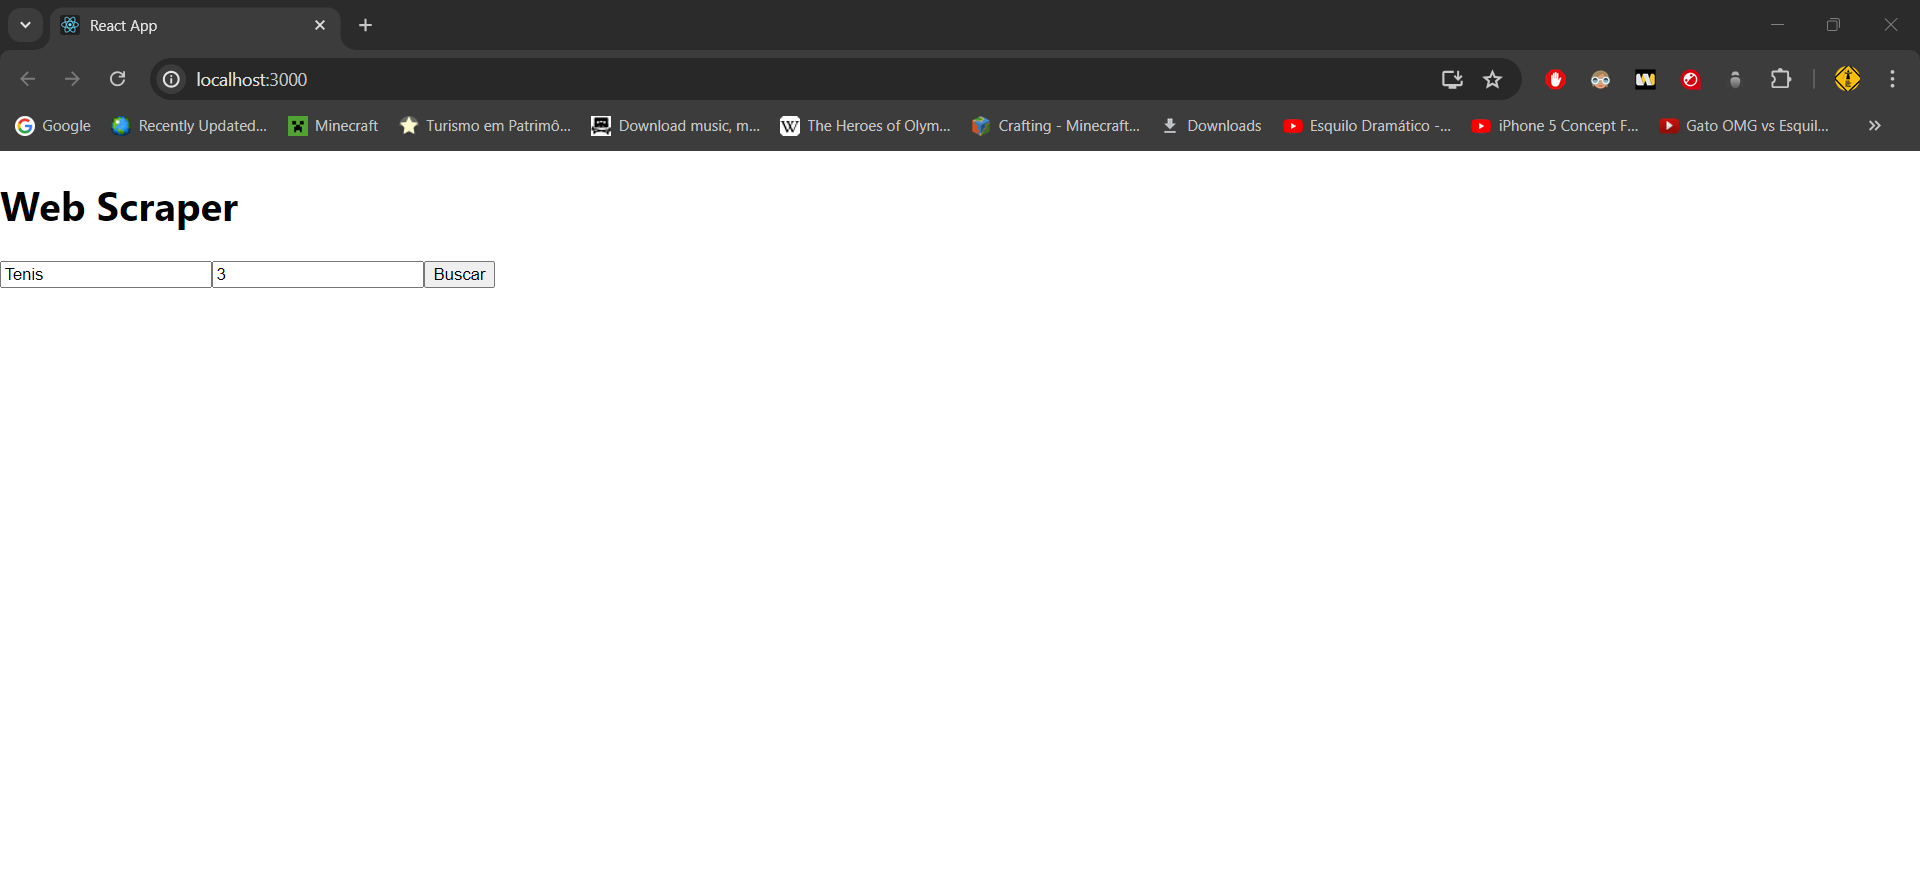 React App
localhost:3000
Google Recently Updated... Minecraft Turismo em Patrimô... Download music, m... The Heroes of Olym... Crafting - Minecraft... Downloads Esquilo Dramático -... iPhone 5 Concept F... Gato OMG vs Esquil...
Web Scraper
Tenis 3 Buscar